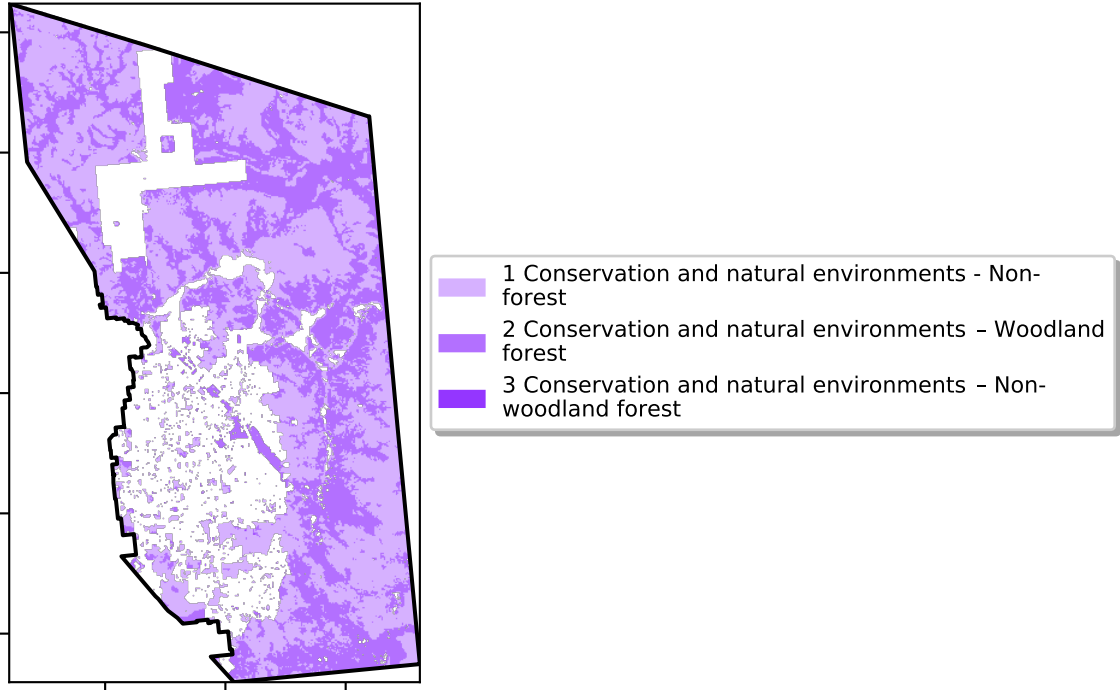 1 Conservation and natural environments - Non-
forest
2 Conservation and natural environments – Woodland
forest
3 Conservation and natural environments – Non-
woodland forest